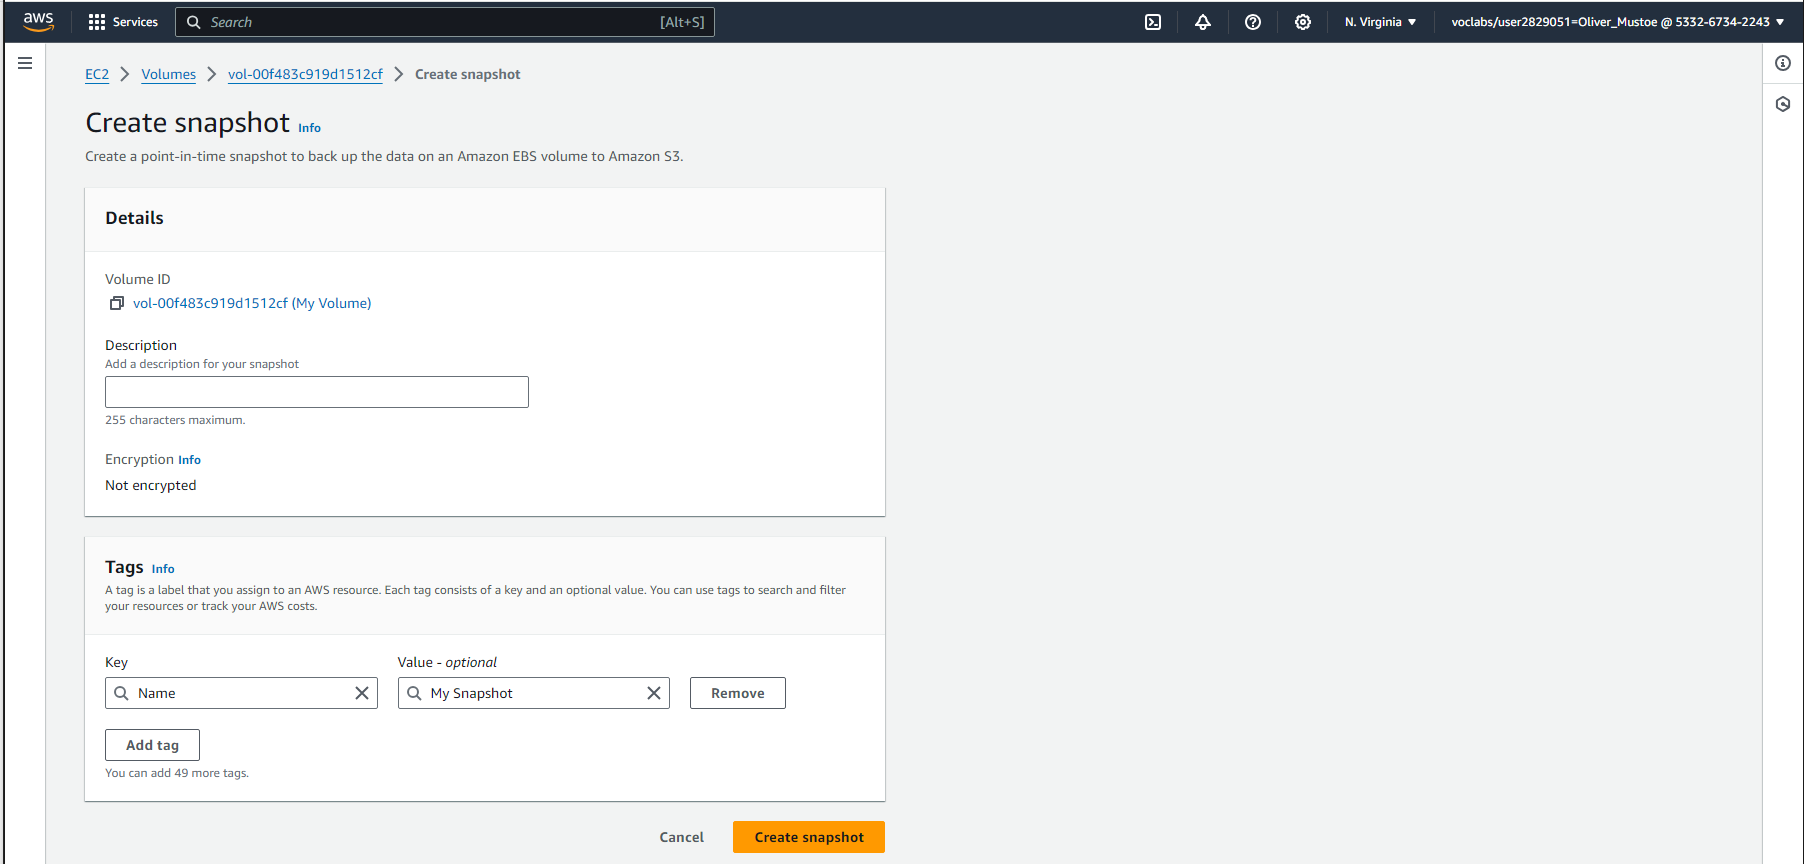 aws Services Search [Alt+S] N. Virginia voclabs/user2829051=Oliver_Mustoe @ 5332-6734-2243
EC2 Volumes vol-00f483c919d1512cf Create snapshot
Create snapshot Info
Create a point-in-time snapshot to back up the data on an Amazon EBS volume to Amazon S3.
Details
Volume ID
vol-00f483c919d1512cf (My Volume)
Description
Add a description for your snapshot
255 characters maximum.
Encryption Info
Not encrypted
Tags Info
A tag is a label that you assign to an AWS resource. Each tag consists of a key and an optional value. You can use tags to search and filter
your resources or track your AWS costs.
Key Value - optional
Name My Snapshot Remove
Add tag
You can add 49 more tags.
Cancel Create snapshot